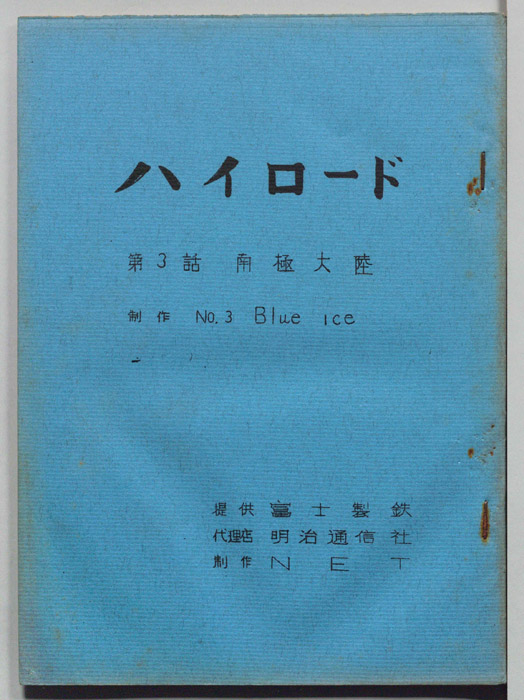 ハイロード
第3話 南極大陸
制作 No.3 Blue ice
提供 富士製鉄
代理店 明治通信社
制作 NET